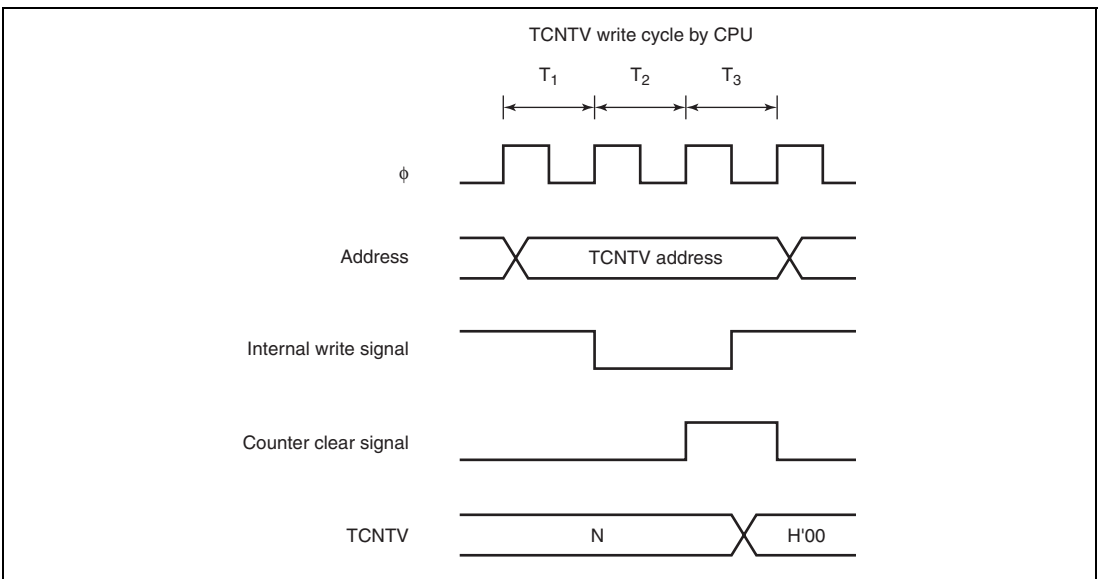 TCNTV write cycle by CPU
T1 T2 T3
ϕ
Address TCNTV address
Internal write signal
Counter clear signal
TCNTV N H'00